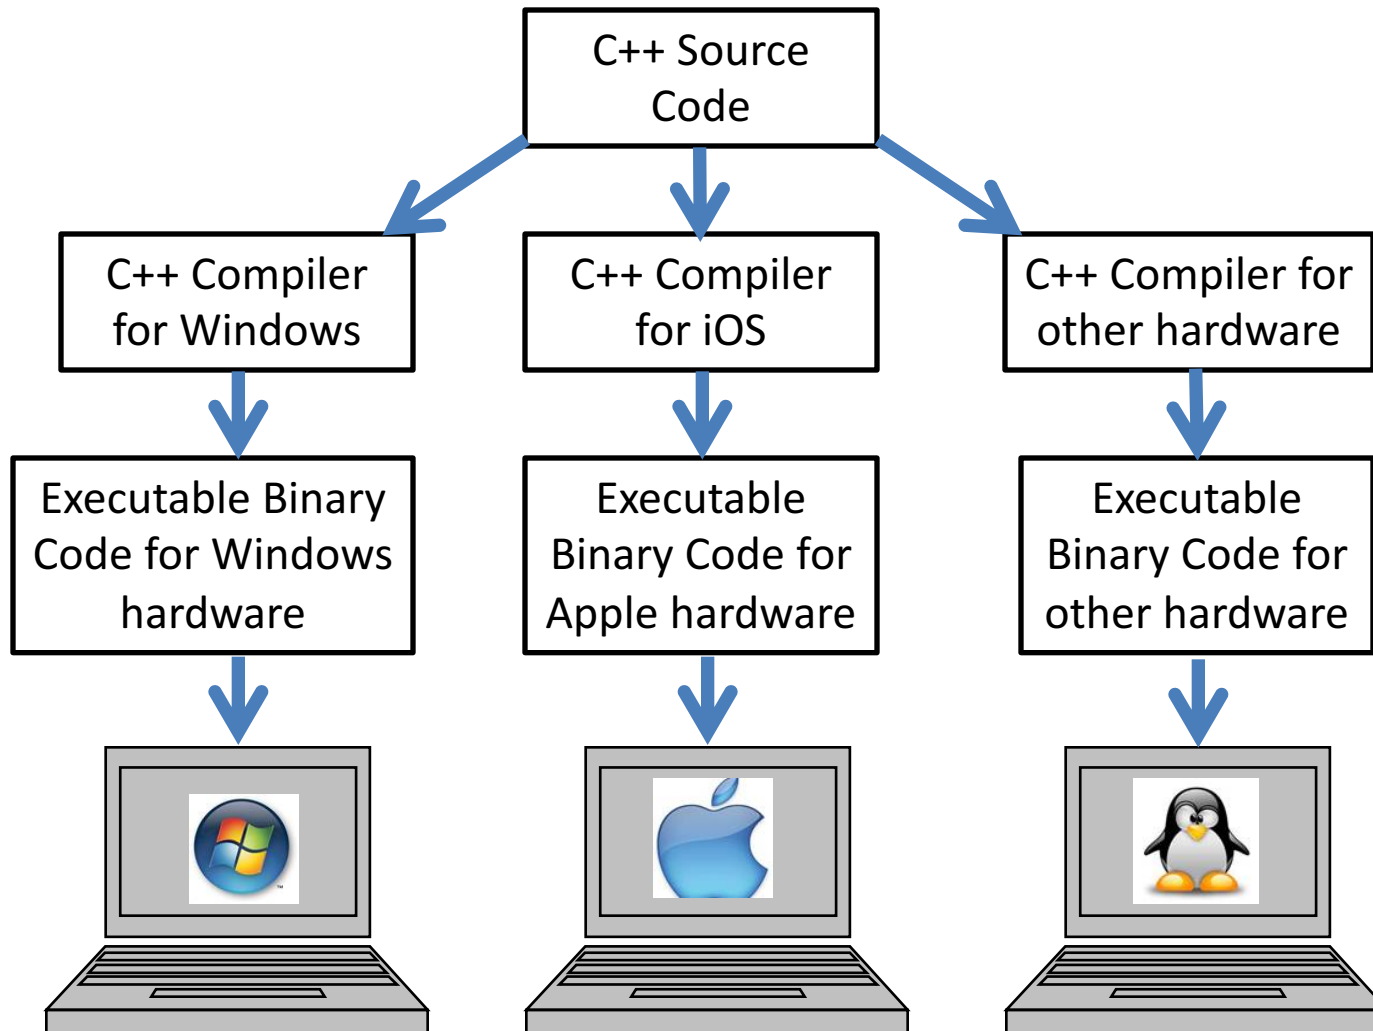 C++ Source
Code
C++ Compiler
for Windows
C++ Compiler
for iOS
C++ Compiler for
other hardware
Executable Binary
Code for Windows
hardware
Executable
Binary Code for
Apple hardware
Executable
Binary Code for
other hardware
™